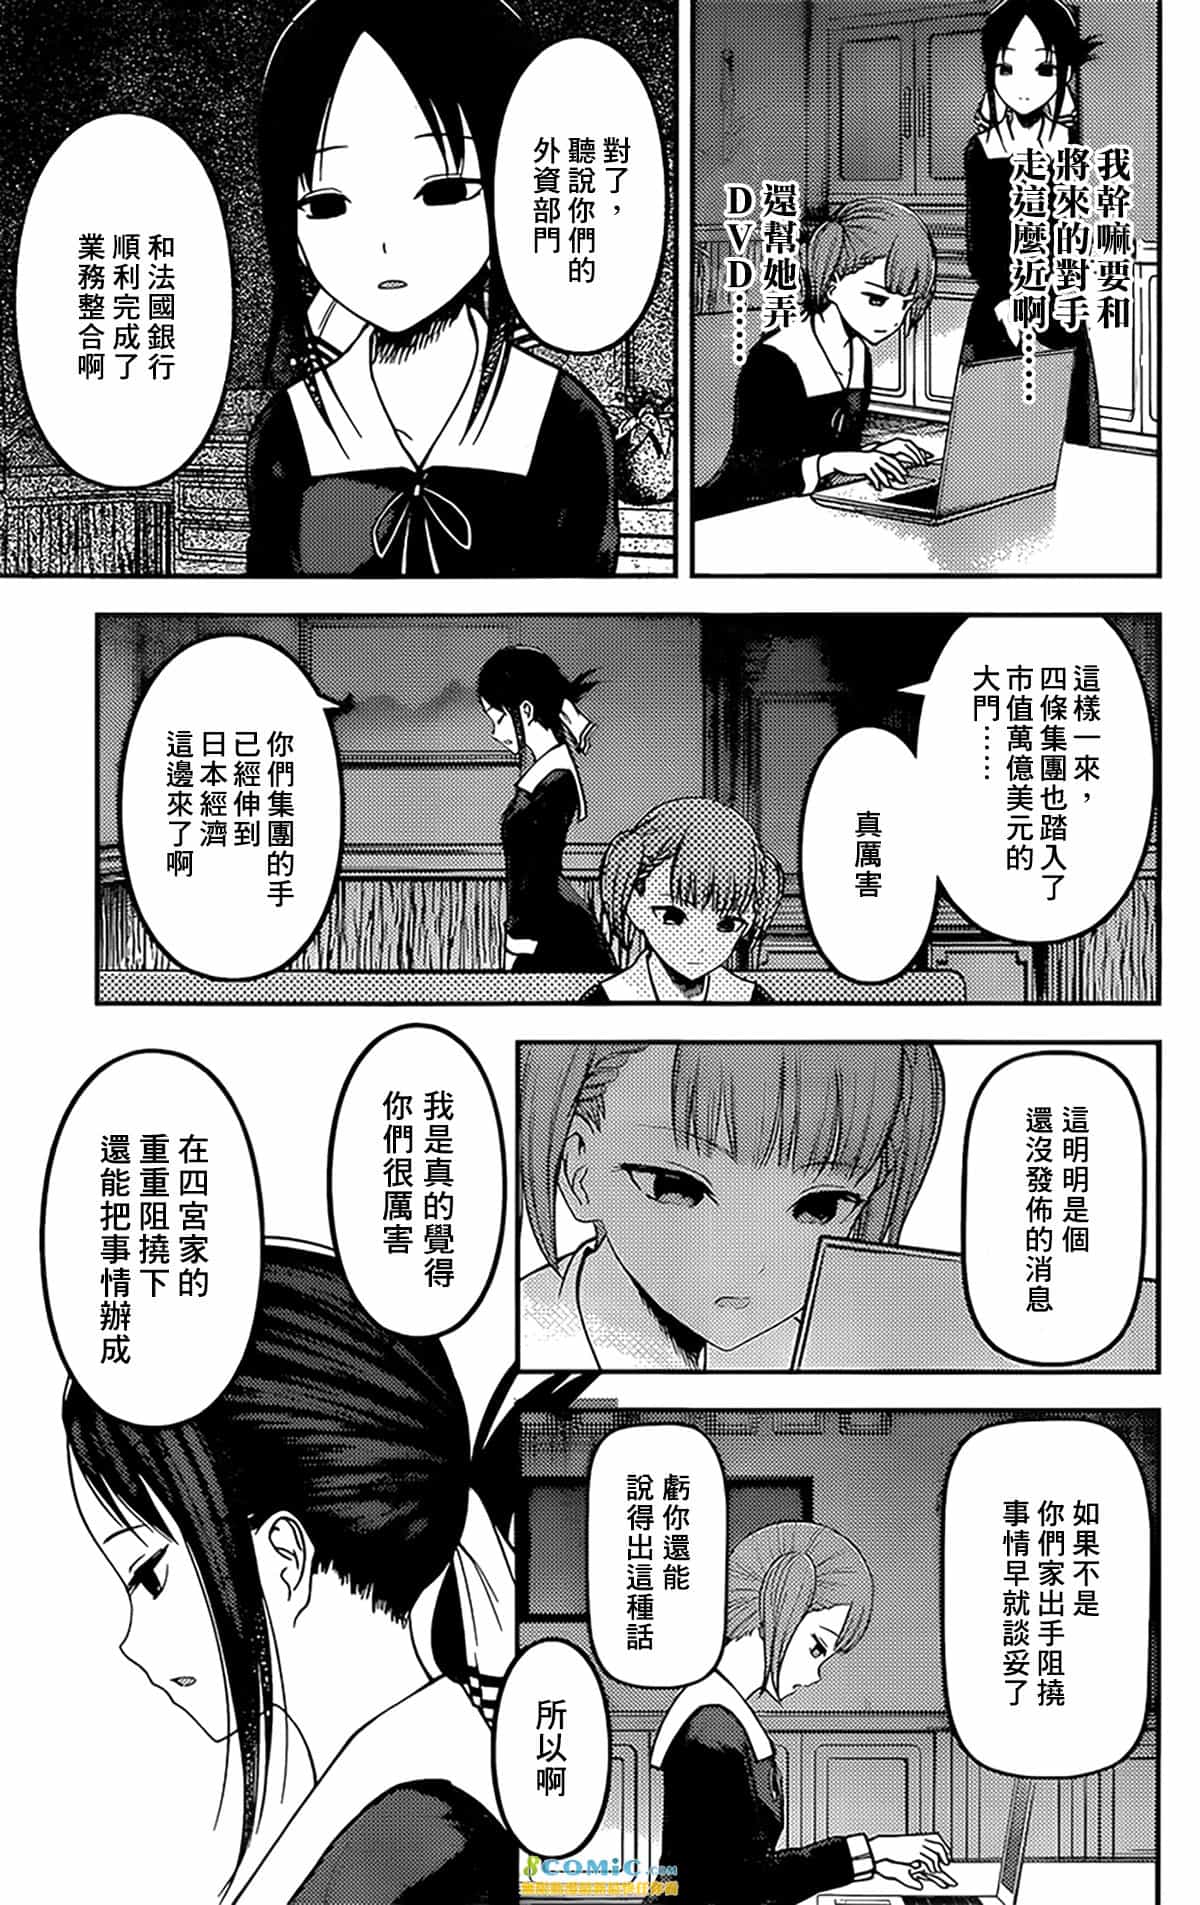 我幹嘛要和
將來的對手
走這麼近啊……
還幫她弄
DVD……
對了，
聽說你們的
外資部門
和法國銀行
順利完成了
業務整合啊
這樣一來，
四條集團也踏入了
市值萬億美元的
大門……
真厲害
你們集團的手
已經伸到
日本經濟
這邊來了啊
這明明是個
還沒發佈的消息
我是真的覺得
你們很厲害
在四宮家的
重重阻撓下
還能把事情辦成
如果不是
你們家出手阻撓
事情早就談妥了
虧你還能
說得出這種話
所以啊
8COMIC.com